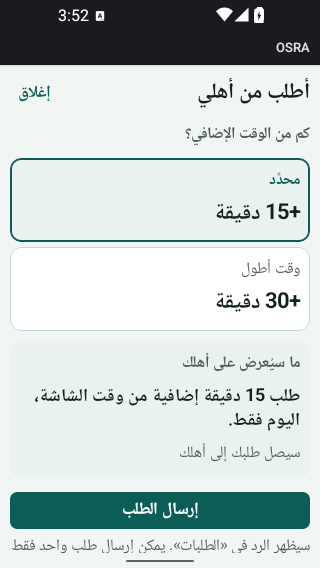 3:52
OSRA
أطلب من أهلي
إغلاق
كم من الوقت الإضافي؟
محدَّد
+15 دقيقة
وقت أطول
+30 دقيقة
ما سيُعرض على أهلك
طلب 15 دقيقة إضافية من وقت الشاشة،
اليوم فقط.
سيصل طلبك إلى أهلك
إرسال الطلب
سيظهر الرد في «الطلبات». يمكن إرسال طلب واحد فقط